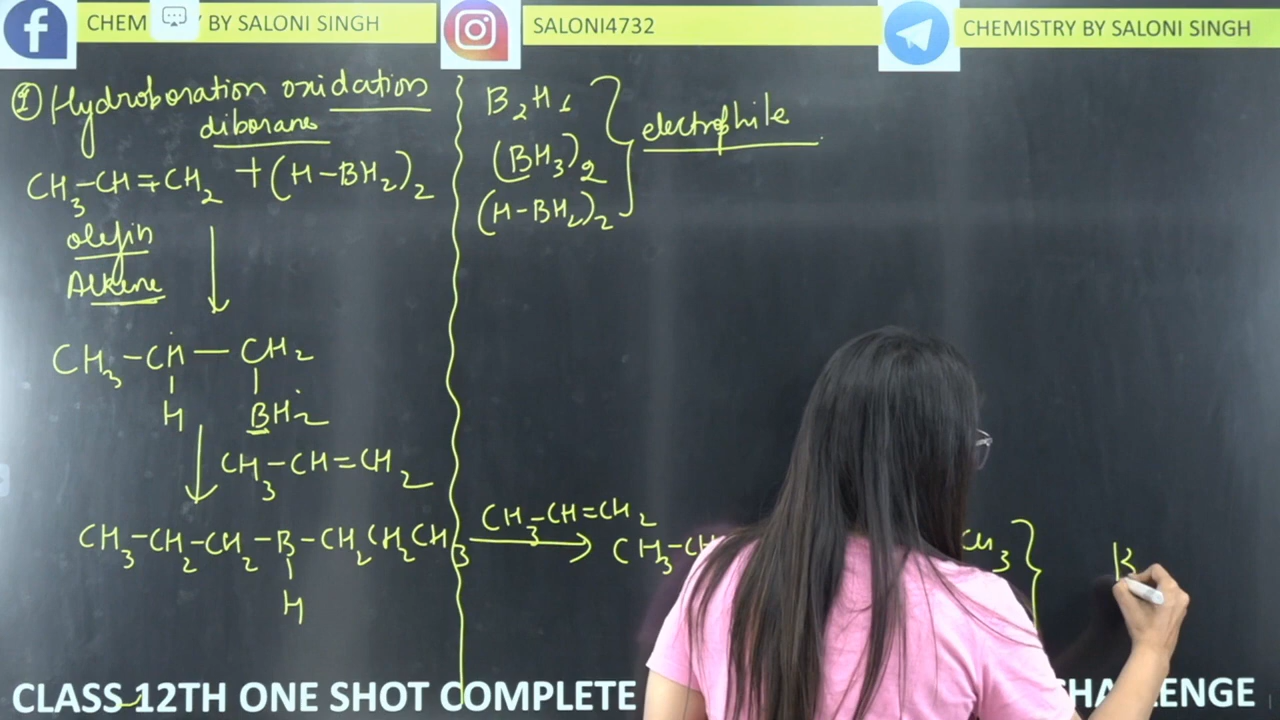 CHEM BY SALONI SINGH
SALONI4732
CHEMISTRY BY SALONI SINGH
① Hydroboration oxidation
diborane
CH3-CH=CH2 + (H-BH2)2
olefin
Alkene
CH3-CH-CH2
H BH2
CH3-CH=CH2
CH3-CH2-CH2-B-CH2CH2CH3
H
B2H6
(BH3)2
(H-BH2)2
electrophile
CH3-CH=CH2
CH3-CH
CH3
B
CLASS 12TH ONE SHOT COMPLETE